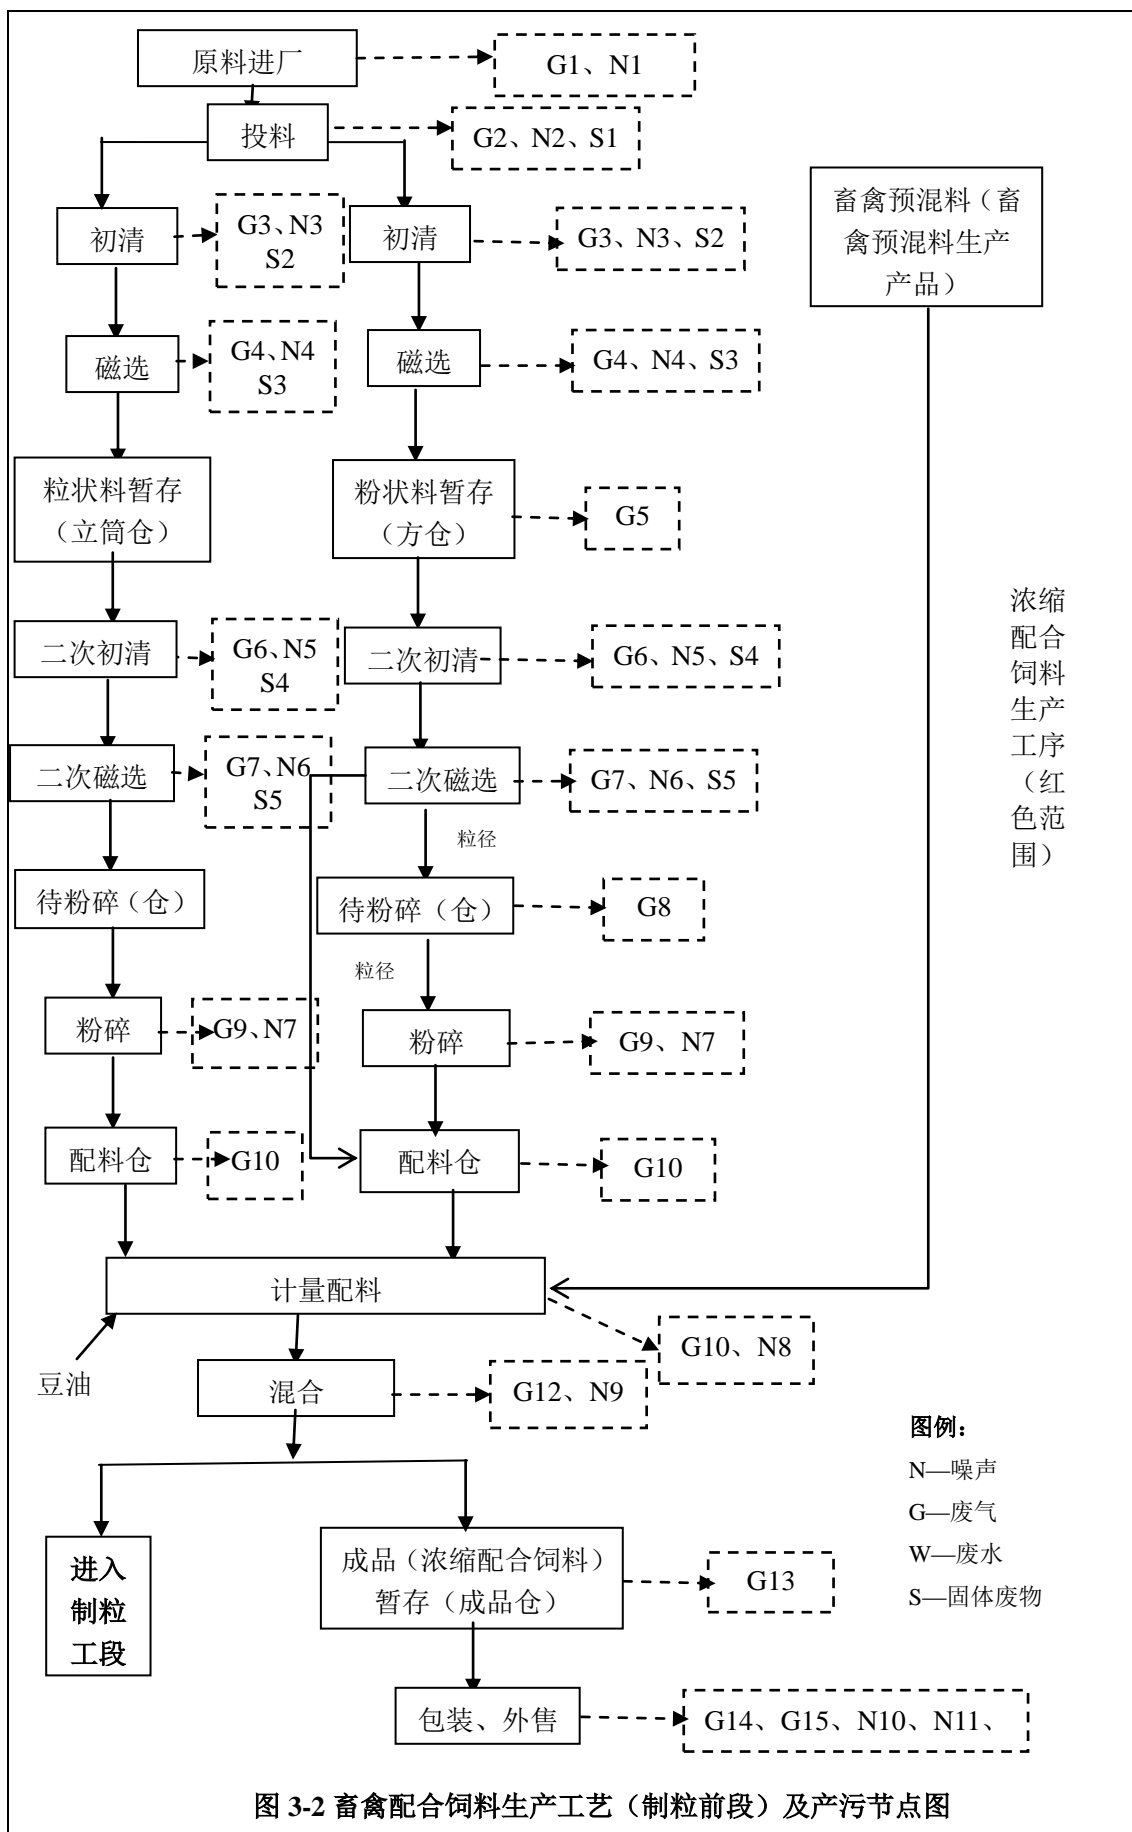 原料进厂
G1、N1
投料
G2、N2、S1
畜禽预混料（畜
禽预混料生产
产品）
初清
G3、N3
S2
初清
G3、N3、S2
磁选
G4、N4
S3
磁选
G4、N4、S3
粒状料暂存
（立筒仓）
粉状料暂存
（方仓）
G5
浓缩
配合
饲料
生产
工序
（红
色范
围）
二次初清
G6、N5
S4
二次初清
G6、N5、S4
二次磁选
G7、N6
S5
二次磁选
G7、N6、S5
粒径
待粉碎（仓）
待粉碎（仓）
G8
粒径
粉碎
G9、N7
粉碎
G9、N7
配料仓
G10
配料仓
G10
计量配料
G10、N8
豆油
混合
G12、N9
图例：
N—噪声
G—废气
W—废水
S—固体废物
进入
制粒
工段
成品（浓缩配合饲料）
暂存（成品仓）
G13
包装、外售
G14、G15、N10、N11、
图 3-2 畜禽配合饲料生产工艺（制粒前段）及产污节点图